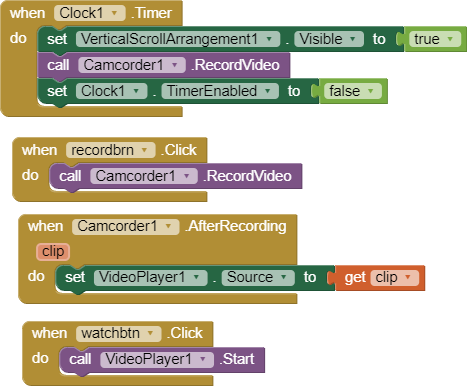 when Clock1 .Timer
do set VerticalScrollArrangement1 . Visible to true
call Camcorder1 .RecordVideo
set Clock1 . TimerEnabled to false
when recordbrn .Click
do call Camcorder1 .RecordVideo
when Camcorder1 .AfterRecording
clip
do set VideoPlayer1 . Source to get clip
when watchbtn .Click
do call VideoPlayer1 .Start